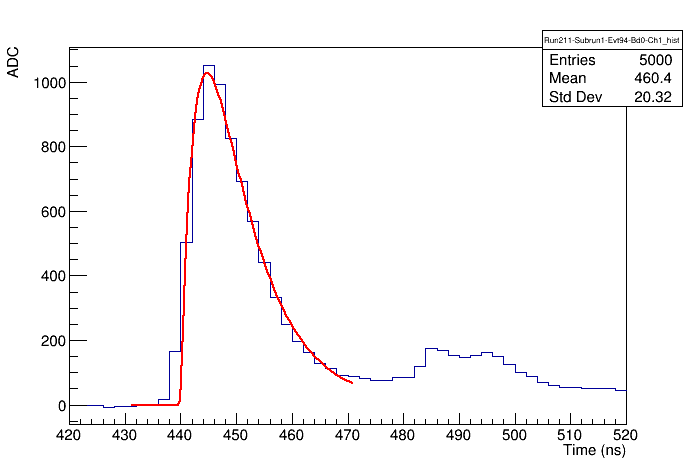 Run211-Subrun1-Evt94-Bd0-Ch1_hist
Entries 5000
Mean 460.4
Std Dev 20.32
ADC
1000
800
600
400
200
0
420 430 440 450 460 470 480 490 500 510 520
Time (ns)